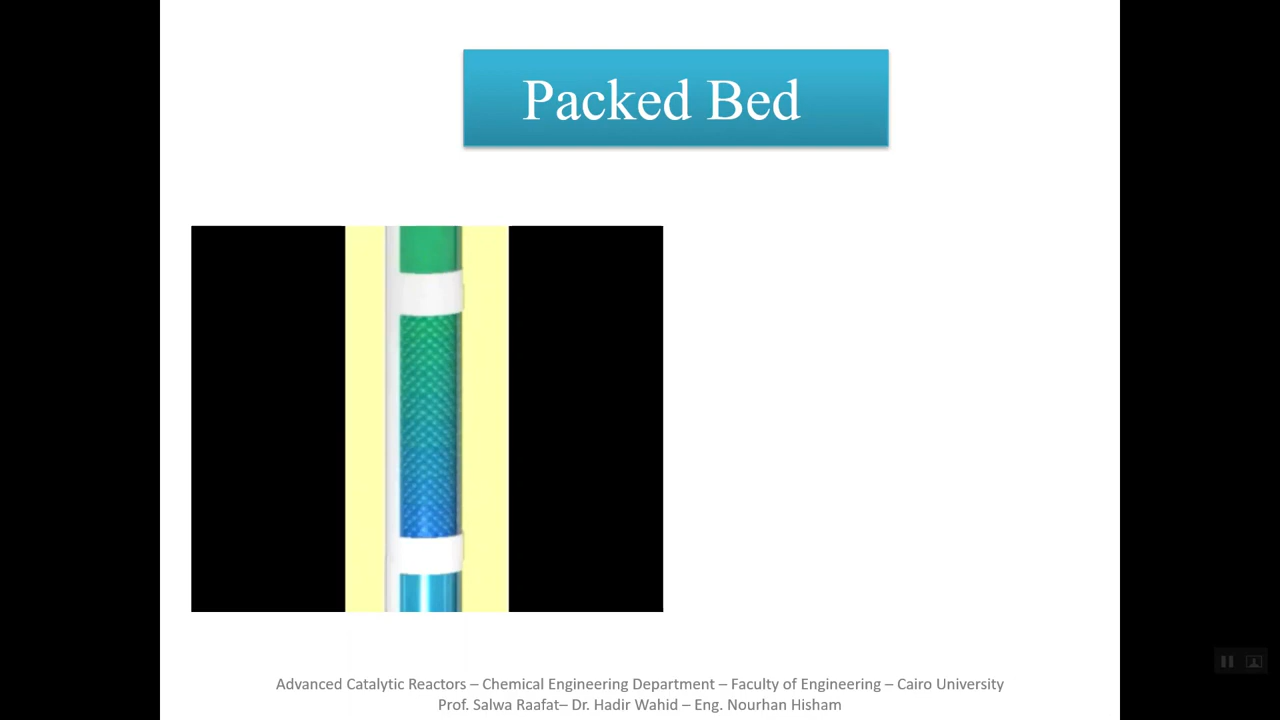 Packed Bed
Advanced Catalytic Reactors – Chemical Engineering Department – Faculty of Engineering – Cairo University
Prof. Salwa Raafat– Dr. Hadir Wahid – Eng. Nourhan Hisham